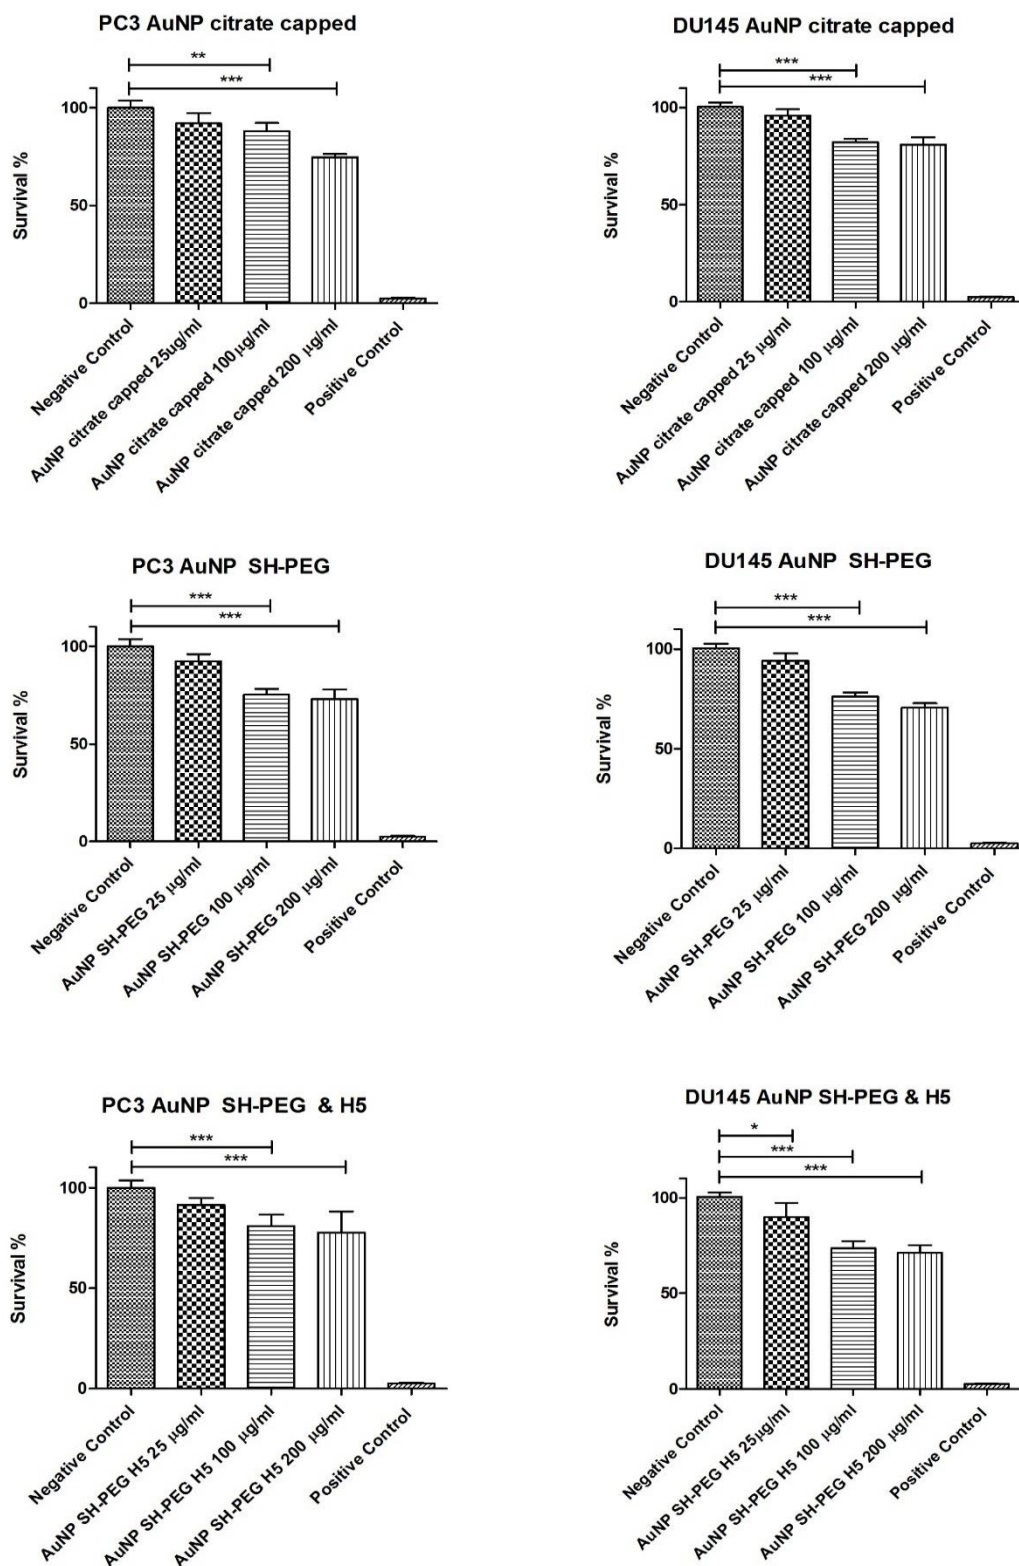 PC3 AuNP citrate capped
**
***
100
50
0
Survival %
Negative Control
AuNP citrate capped 25ug/ml
AuNP citrate capped 100 µg/ml
AuNP citrate capped 200 µg/ml
Positive Control
DU145 AuNP citrate capped
***
***
100
50
0
Survival %
Negative Control
AuNP citrate capped 25 µg/ml
AuNP citrate capped 100 µg/ml
AuNP citrate capped 200 µg/ml
Positive Control
PC3 AuNP SH-PEG
***
***
100
50
0
Survival %
Negative Control
AuNP SH-PEG 25 µg/ml
AuNP SH-PEG 100 µg/ml
AuNP SH-PEG 200 µg/ml
Positive Control
DU145 AuNP SH-PEG
***
***
100
50
0
Survival %
Negative Control
AuNP SH-PEG 25 µg/ml
AuNP SH-PEG 100 µg/ml
AuNP SH-PEG 200 µg/ml
Positive Control
PC3 AuNP SH-PEG & H5
***
***
100
50
0
Survival %
Negative Control
AuNP SH-PEG H5 25 µg/ml
AuNP SH-PEG H5 100 µg/ml
AuNP SH-PEG H5 200 µg/ml
Positive Control
DU145 AuNP SH-PEG & H5
*
***
***
100
50
0
Survival %
Negative Control
AuNP SH-PEG H5 25µg/ml
AuNP SH-PEG H5 100 µg/ml
AuNP SH-PEG H5 200 µg/ml
Positive Control